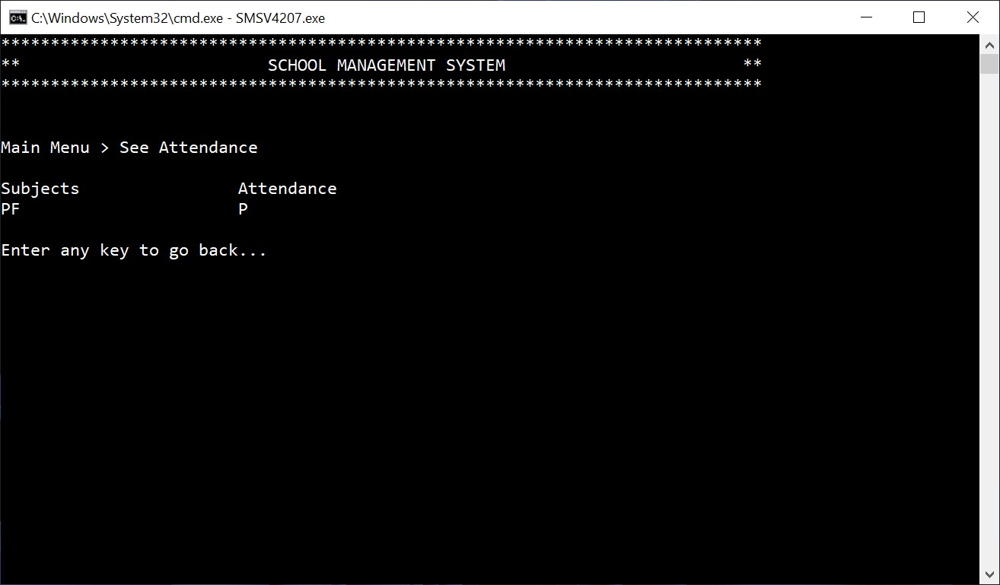 C:\Windows\System32\cmd.exe - SMSV4207.exe
*****************************************************************************
** SCHOOL MANAGEMENT SYSTEM **
*****************************************************************************
Main Menu > See Attendance
Subjects Attendance
PF P
Enter any key to go back...